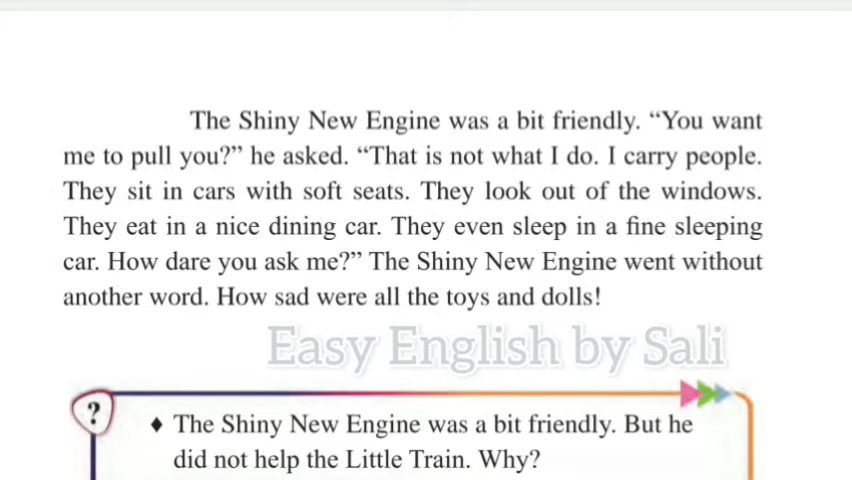 The Shiny New Engine was a bit friendly. “You want
me to pull you?” he asked. “That is not what I do. I carry people.
They sit in cars with soft seats. They look out of the windows.
They eat in a nice dining car. They even sleep in a fine sleeping
car. How dare you ask me?” The Shiny New Engine went without
another word. How sad were all the toys and dolls!
Easy English by Sali
?
♦ The Shiny New Engine was a bit friendly. But he
did not help the Little Train. Why?